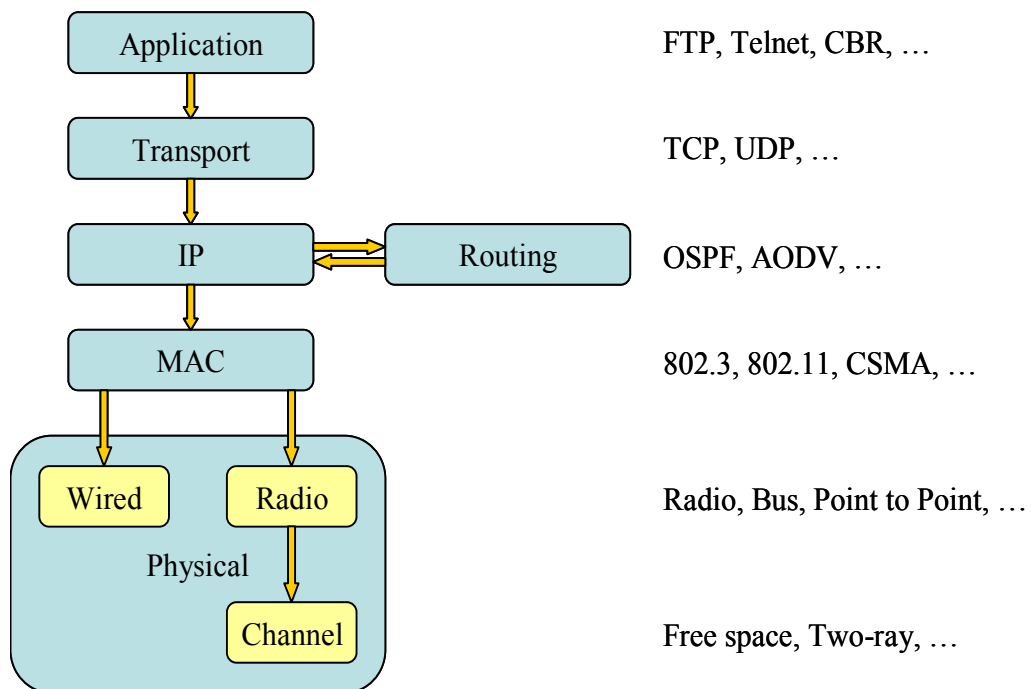 Application
FTP, Telnet, CBR, …
Transport
TCP, UDP, …
IP
Routing
OSPF, AODV, …
MAC
802.3, 802.11, CSMA, …
Wired
Radio
Radio, Bus, Point to Point, …
Physical
Channel
Free space, Two-ray, …